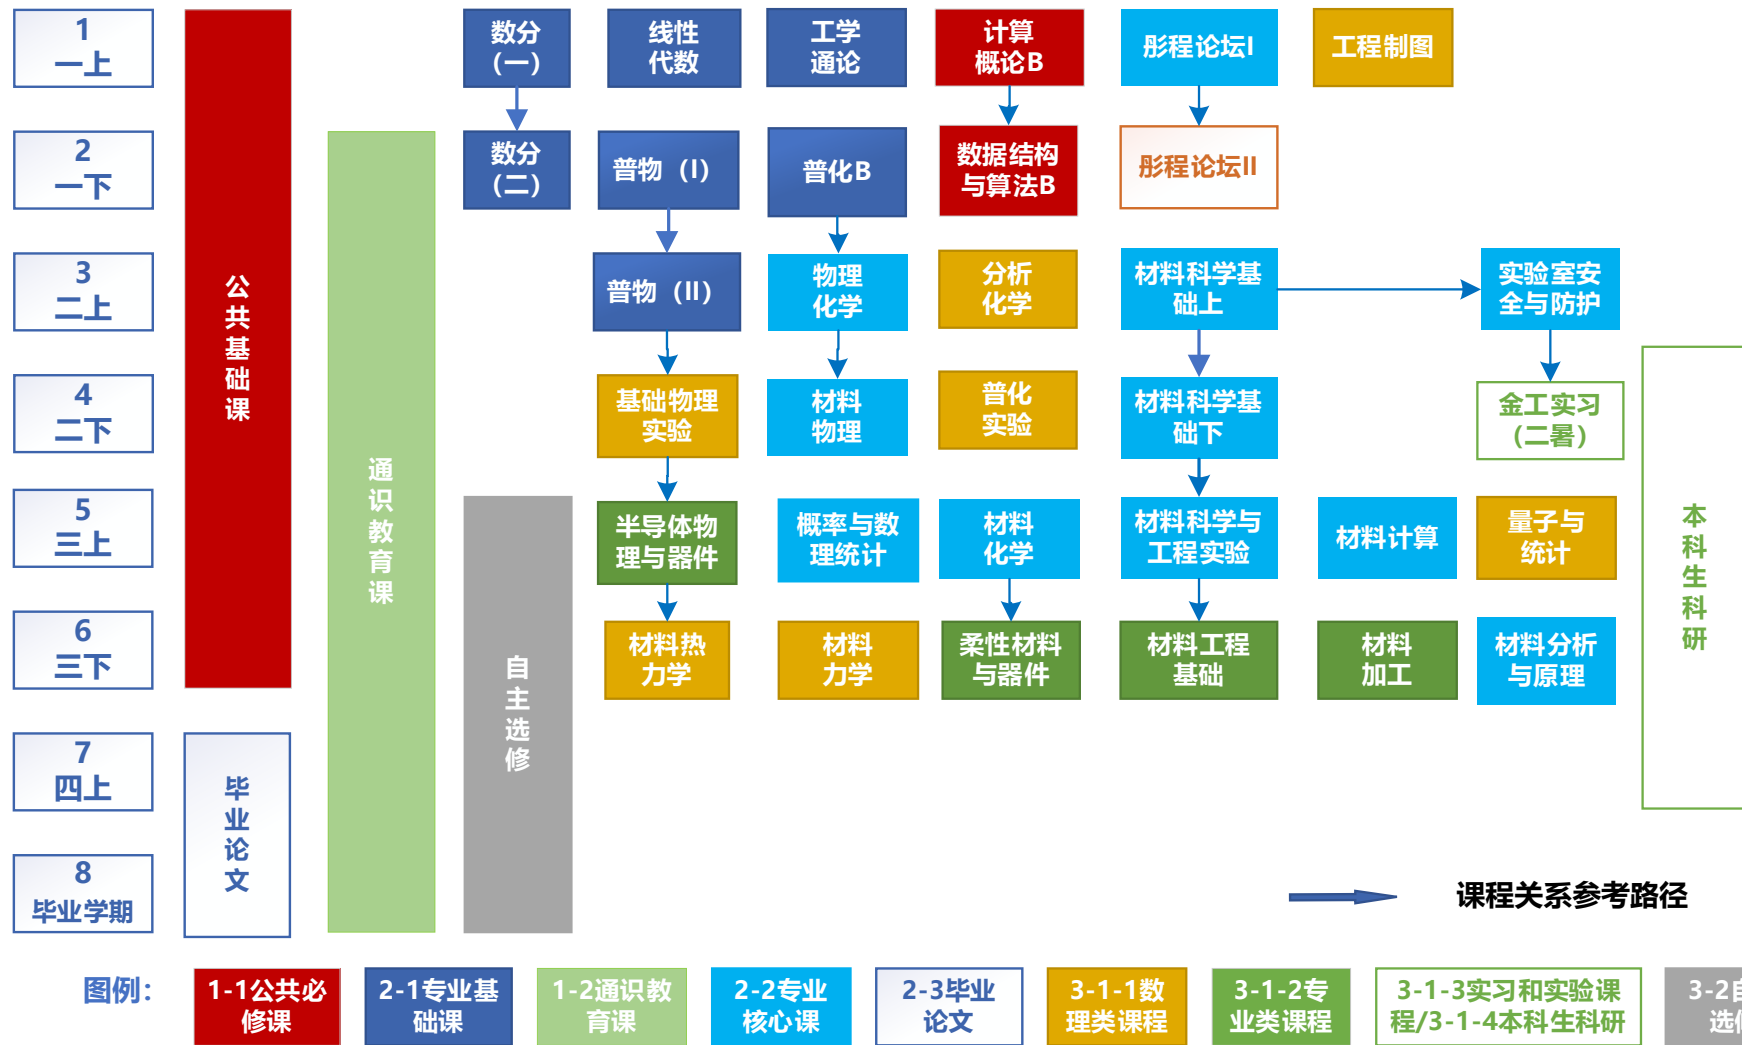 1
一上
数分
（一）
线性
代数
工学
通论
计算
概论B
彤程论坛I
工程制图
2
一下
数分
（二）
普物（I）
普化B
数据结构
与算法B
彤程论坛II
3
二上
普物（II）
物理
化学
分析
化学
材料科学基
础上
实验室安
全与防护
4
二下
基础物理
实验
材料
物理
普化
实验
材料科学基
础下
金工实习
（二暑）
5
三上
半导体物
理与器件
概率与数
理统计
材料
化学
材料科学与
工程实验
材料计算
量子与
统计
6
三下
材料热
力学
材料
力学
柔性材料
与器件
材料工程
基础
材料
加工
材料分析
与原理
7
四上
8
毕业学期
公
共
基
础
课
通
识
教
育
课
自
主
选
修
毕
业
论
文
本
科
生
科
研
课程关系参考路径
图例：
1-1公共必
修课
2-1专业基
础课
1-2通识教
育课
2-2专业
核心课
2-3毕业
论文
3-1-1数
理类课程
3-1-2专
业类课程
3-1-3实习和实验课
程/3-1-4本科生科研
3-2自
选修